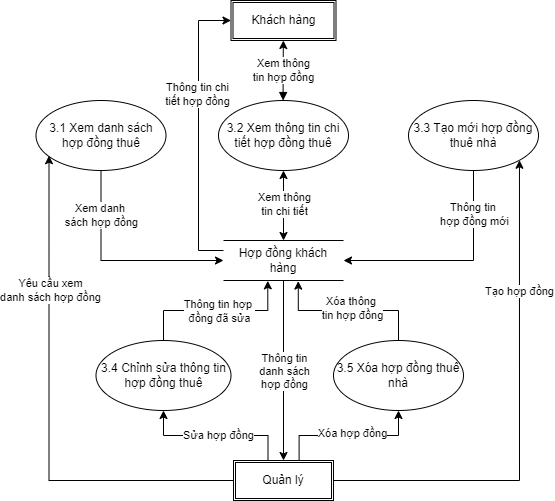 Khách hàng
Xem thông
tin hợp đồng
Thông tin chi
tiết hợp đồng
3.1 Xem danh sách
hợp đồng thuê
3.2 Xem thông tin chi
tiết hợp đồng thuê
3.3 Tạo mới hợp đồng
thuê nhà
Xem danh
sách hợp đồng
Xem thông
tin chi tiết
Thông tin
hợp đồng mới
Hợp đồng khách
hàng
Yêu cầu xem
danh sách hợp đồng
Tạo hợp đồng
Thông tin hợp
đồng đã sửa
Xóa thông
tin hợp đồng
3.4 Chỉnh sửa thông tin
hợp đồng thuê
Thông tin
danh sách
hợp đồng
3.5 Xóa hợp đồng thuê
nhà
Sửa hợp đồng
Xóa hợp đồng
Quản lý